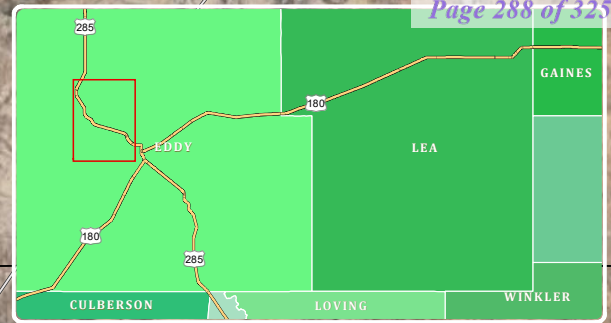 Page 288 of 325
285
GAINES
180
EDDY
LEA
180
285
CULBERSON
LOVING
WINKLER